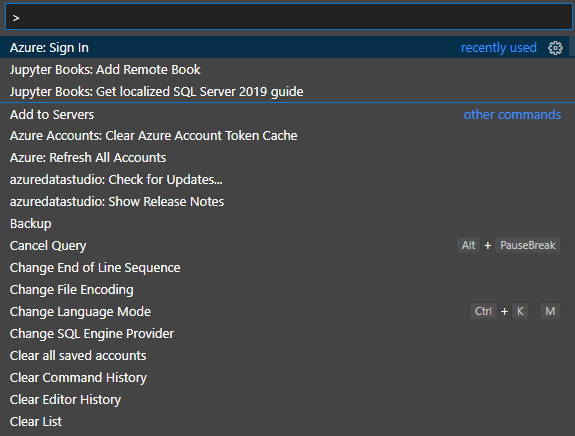 >
Azure: Sign In recently used
Jupyter Books: Add Remote Book
Jupyter Books: Get localized SQL Server 2019 guide
Add to Servers other commands
Azure Accounts: Clear Azure Account Token Cache
Azure: Refresh All Accounts
azuredatastudio: Check for Updates...
azuredatastudio: Show Release Notes
Backup
Cancel Query Alt + PauseBreak
Change End of Line Sequence
Change File Encoding
Change Language Mode Ctrl + K M
Change SQL Engine Provider
Clear all saved accounts
Clear Command History
Clear Editor History
Clear List